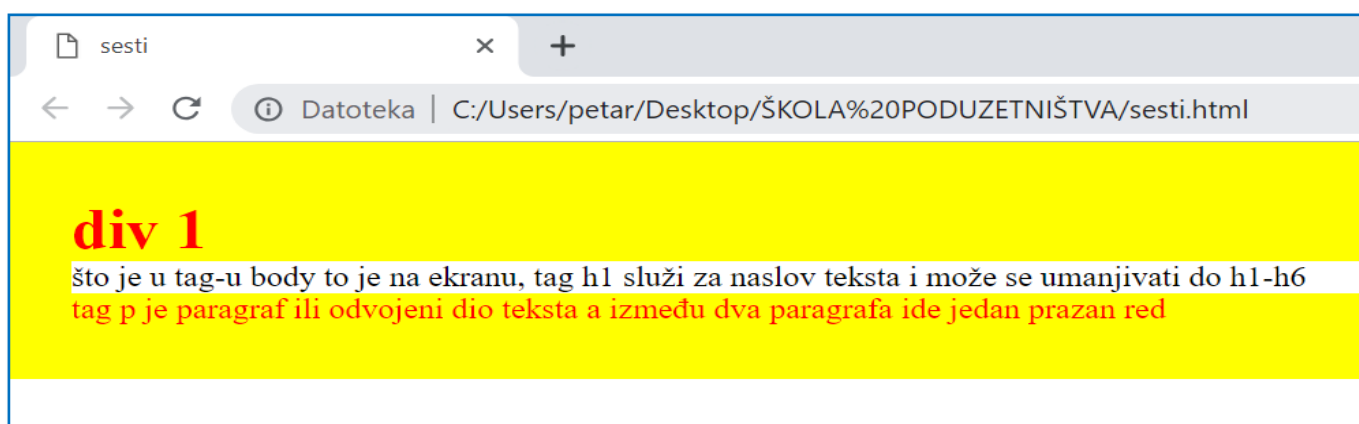 sesti
Datoteka C:/Users/petar/Desktop/ŠKOLA%20PODUZETNIŠTVA/sesti.html
div 1
što je u tag-u body to je na ekranu, tag h1 služi za naslov teksta i može se umanjivati do h1-h6
tag p je paragraf ili odvojeni dio teksta a između dva paragrafa ide jedan prazan red